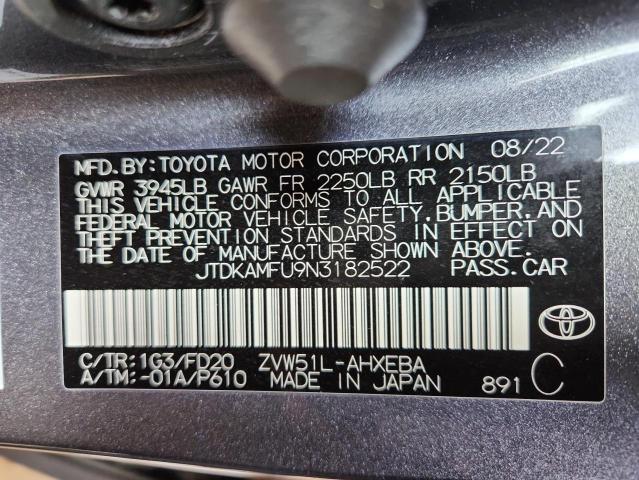 MFD.BY:TOYOTA MOTOR CORPORATION 08/22
GVWR 3945LB GAWR FR 2250LB RR 2150LB
THIS VEHICLE CONFORMS TO ALL APPLICABLE
FEDERAL MOTOR VEHICLE SAFETY,BUMPER,AND
THEFT PREVENTION STANDARDS IN EFFECT ON
THE DATE OF MANUFACTURE SHOWN ABOVE.
JTDKAMFU9N3182522 PASS.CAR
C/TR:1G3/FD20 ZVW51L-AHXEBA
A/TM:-01A/P610 MADE IN JAPAN 891 C